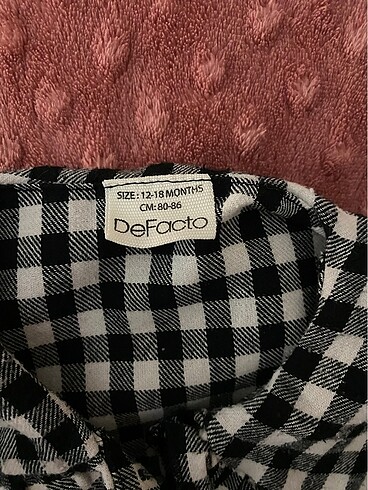 SIZE: 12-18 MONTHS
CM: 80-86
DeFacto